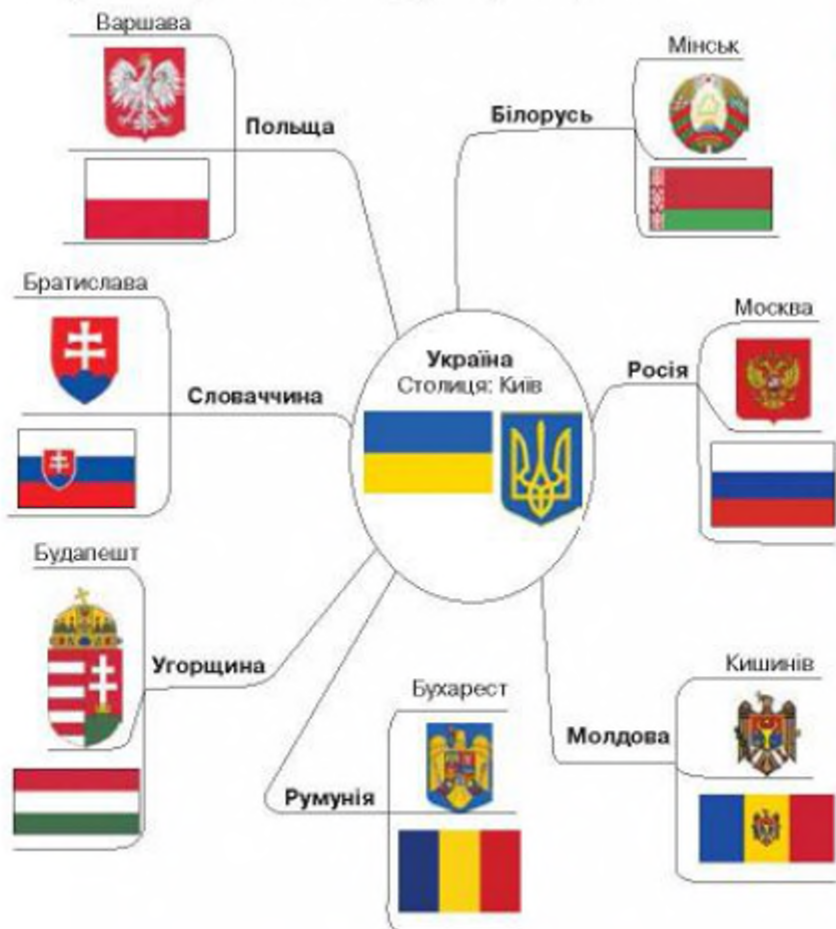 Варшава
Польща
Мінськ
Білорусь
Братислава
Словаччина
Україна
Столиця: Київ
Москва
Росія
Будапешт
Угорщина
Бухарест
Румунія
Кишинів
Молдова